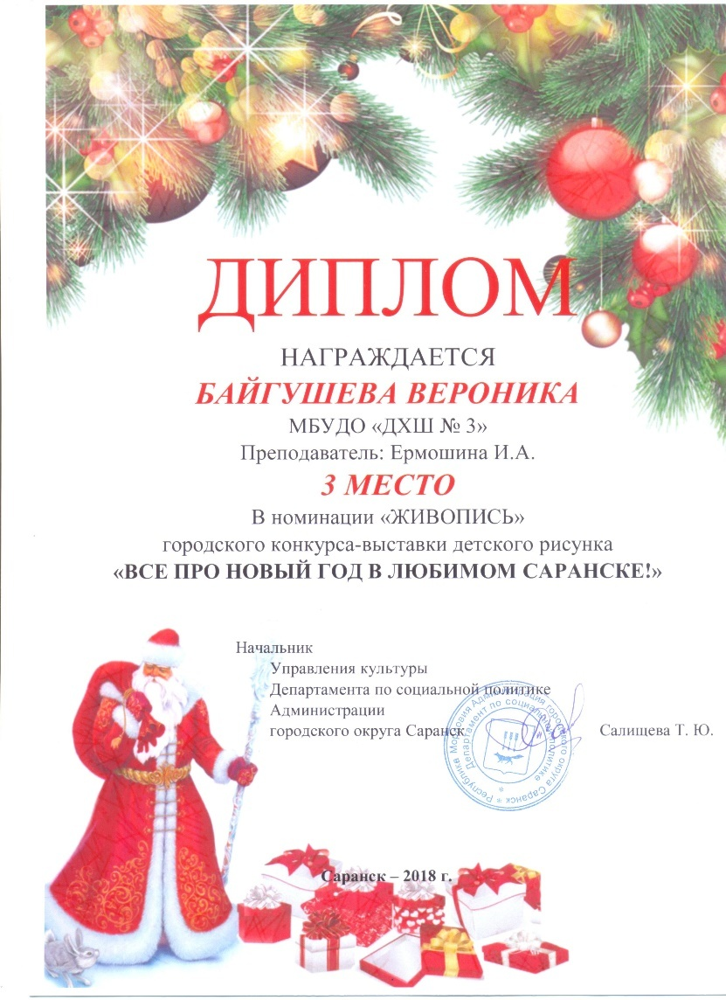 ДИПЛОМ
НАГРАЖДАЕТСЯ
БАЙГУШЕВА ВЕРОНИКА
МБУДО «ДХШ № 3»
Преподаватель: Ермошина И.А.
3 МЕСТО
В номинации «ЖИВОПИСЬ»
городского конкурса-выставки детского рисунка
«ВСЕ ПРО НОВЫЙ ГОД В ЛЮБИМОМ САРАНСКЕ!»
Начальник
Управления культуры
Департамента по социальной политике
Администрации
городского округа Саранск
Салищева Т. Ю.
Республика Мордовия Администрация городского округа Саранск
Департамент по социальной политике
Саранск – 2018 г.